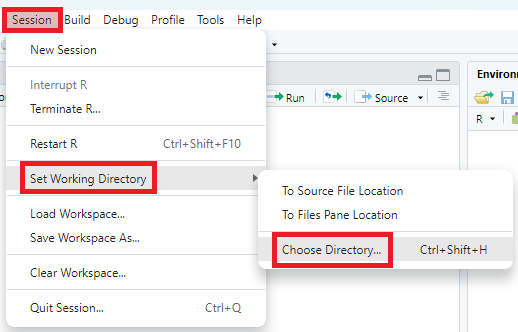 Session Build Debug Profile Tools Help
New Session
Interrupt R
Terminate R...
Run Source Environ
R
Restart R Ctrl+Shift+F10
Set Working Directory
To Source File Location
To Files Pane Location
Choose Directory... Ctrl+Shift+H
Load Workspace...
Save Workspace As...
Clear Workspace...
Quit Session... Ctrl+Q